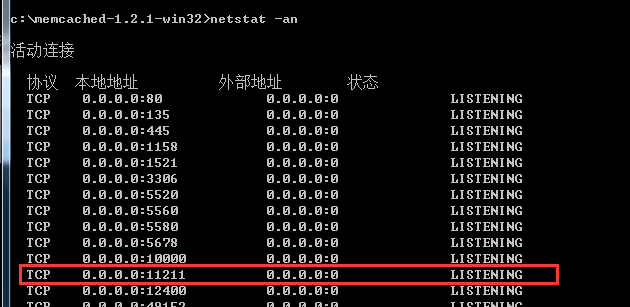 c:\memcached-1.2.1-win32>netstat -an
活动连接
协议 本地地址 外部地址 状态
TCP 0.0.0.0:80 0.0.0.0:0 LISTENING
TCP 0.0.0.0:135 0.0.0.0:0 LISTENING
TCP 0.0.0.0:445 0.0.0.0:0 LISTENING
TCP 0.0.0.0:1158 0.0.0.0:0 LISTENING
TCP 0.0.0.0:1521 0.0.0.0:0 LISTENING
TCP 0.0.0.0:3306 0.0.0.0:0 LISTENING
TCP 0.0.0.0:5520 0.0.0.0:0 LISTENING
TCP 0.0.0.0:5560 0.0.0.0:0 LISTENING
TCP 0.0.0.0:5580 0.0.0.0:0 LISTENING
TCP 0.0.0.0:5678 0.0.0.0:0 LISTENING
TCP 0.0.0.0:10000 0.0.0.0:0 LISTENING
TCP 0.0.0.0:11211 0.0.0.0:0 LISTENING
TCP 0.0.0.0:12400 0.0.0.0:0 LISTENING
TCP 0.0.0.0:49152 0.0.0.0:0 LISTENING